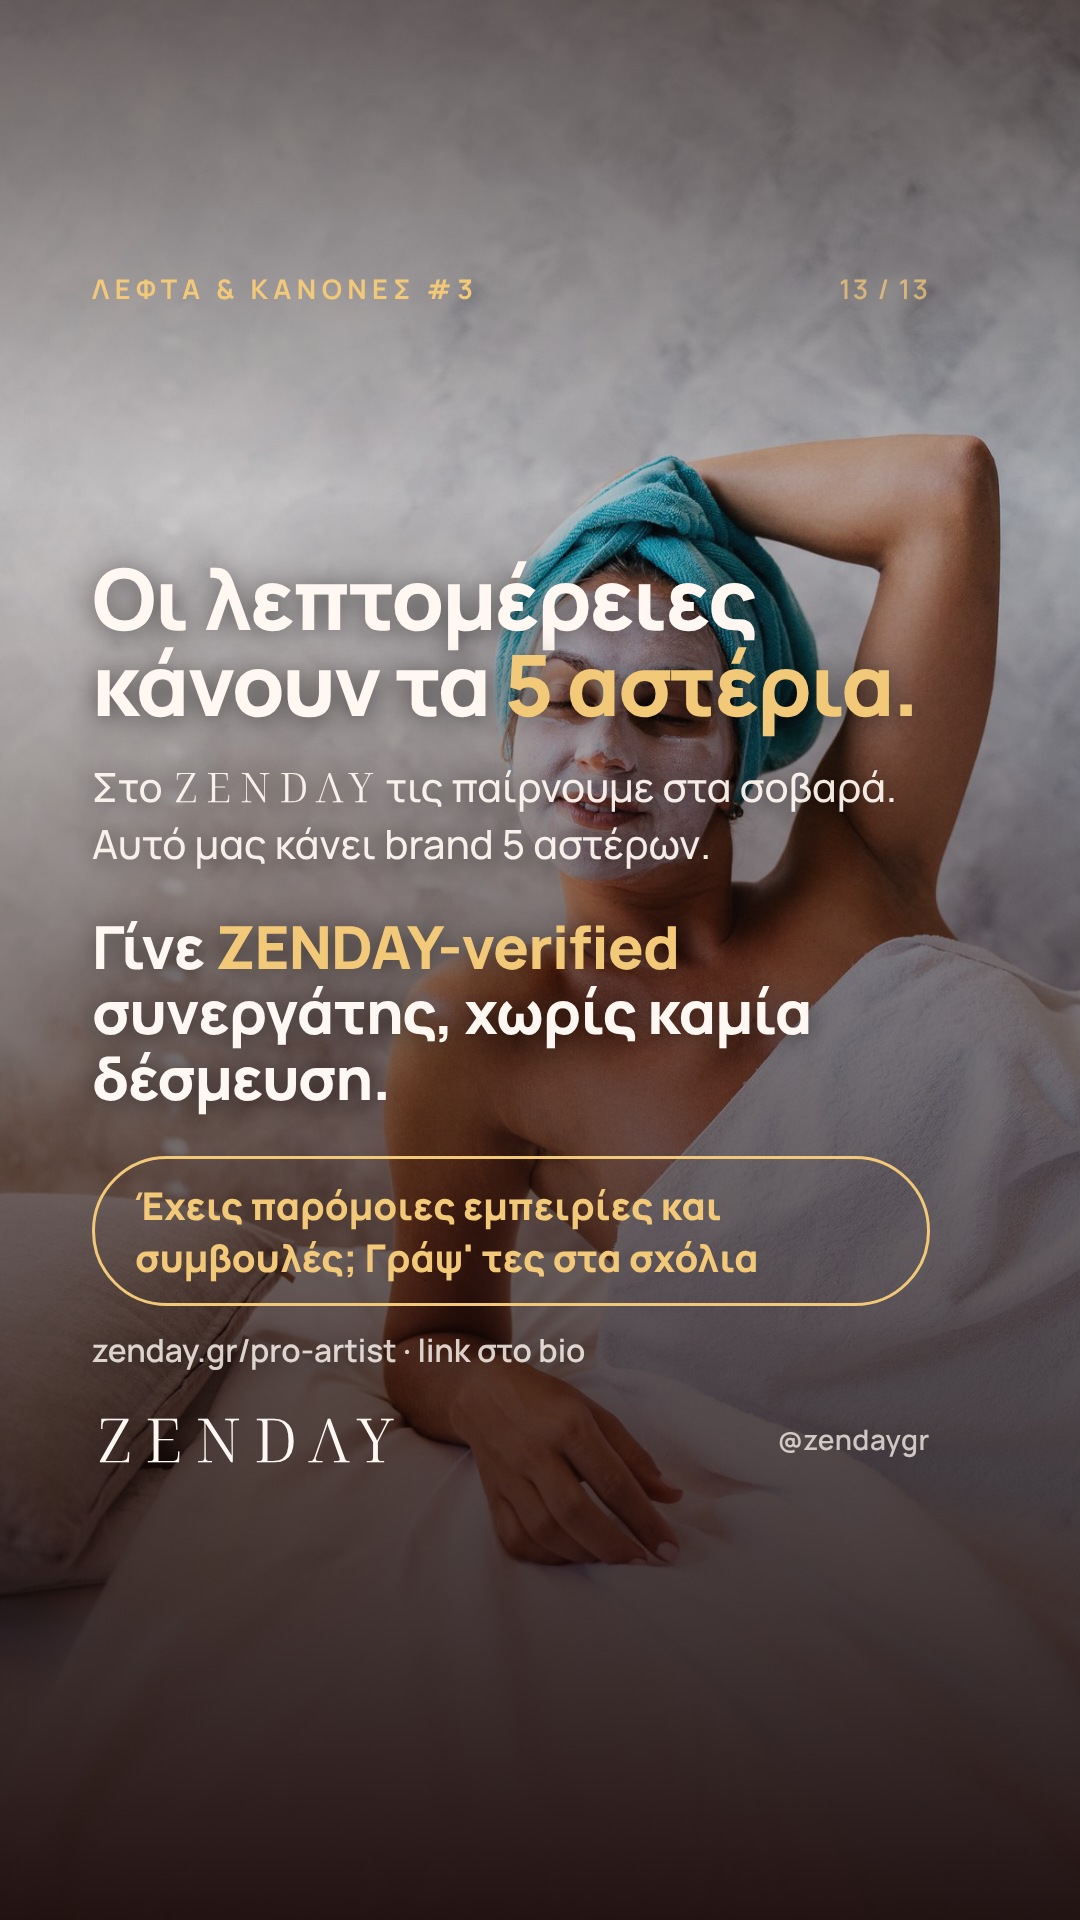 ΛΕΦΤΑ & ΚΑΝΟΝΕΣ #3
13 / 13
Οι λεπτομέρειες
κάνουν τα 5 αστέρια.
Στο ZENDAY τις παίρνουμε στα σοβαρά.
Αυτό μας κάνει brand 5 αστέρων.
Γίνε ZENDAY-verified
συνεργάτης, χωρίς καμία
δέσμευση.
Έχεις παρόμοιες εμπειρίες και
συμβουλές; Γράψ' τες στα σχόλια
zenday.gr/pro-artist · link στο bio
ZENDAY
@zendaygr